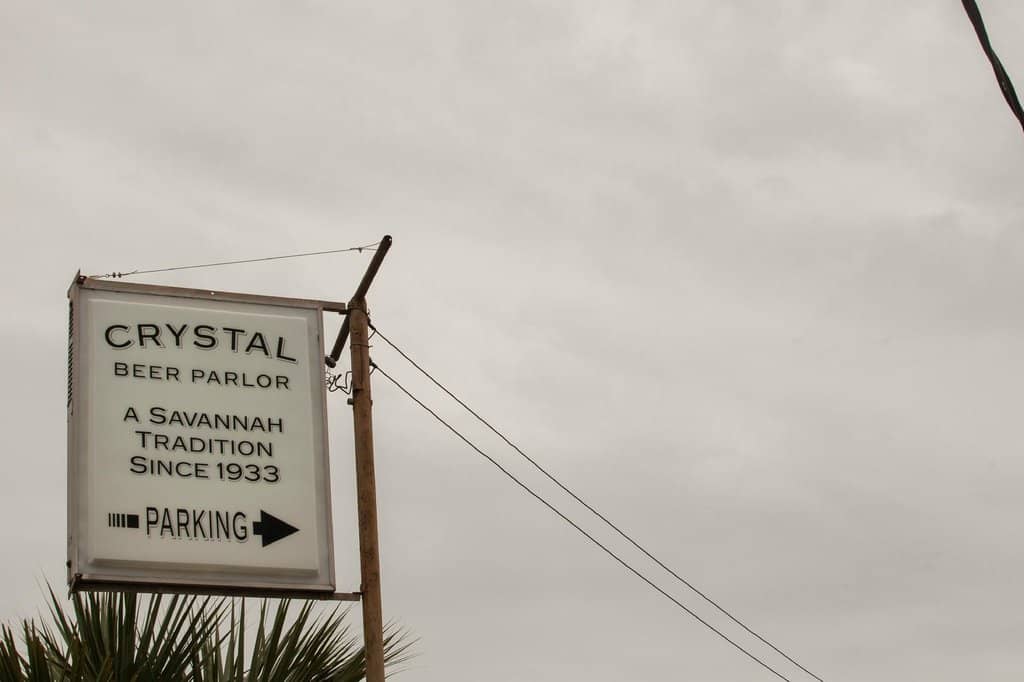 CRYSTAL
BEER PARLOR
A SAVANNAH
TRADITION
SINCE 1933
PARKING